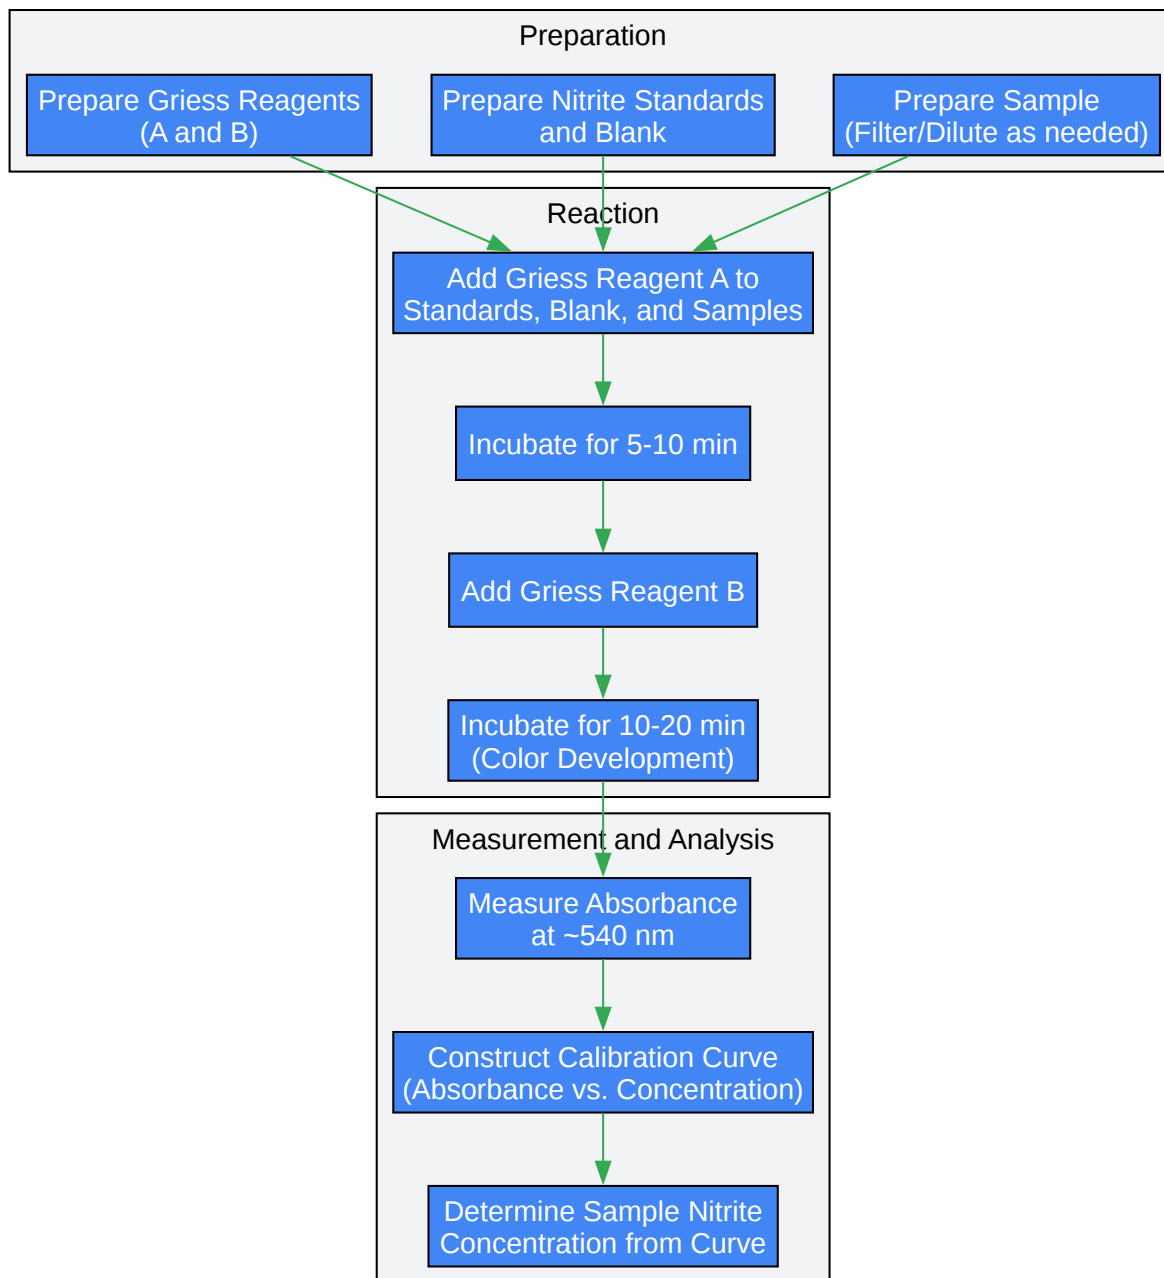 Preparation
Prepare Griess Reagents
(A and B)
Prepare Nitrite Standards
and Blank
Prepare Sample
(Filter/Dilute as needed)
Reaction
Add Griess Reagent A to
Standards, Blank, and Samples
Incubate for 5-10 min
Add Griess Reagent B
Incubate for 10-20 min
(Color Development)
Measurement and Analysis
Measure Absorbance
at ~540 nm
Construct Calibration Curve
(Absorbance vs. Concentration)
Determine Sample Nitrite
Concentration from Curve